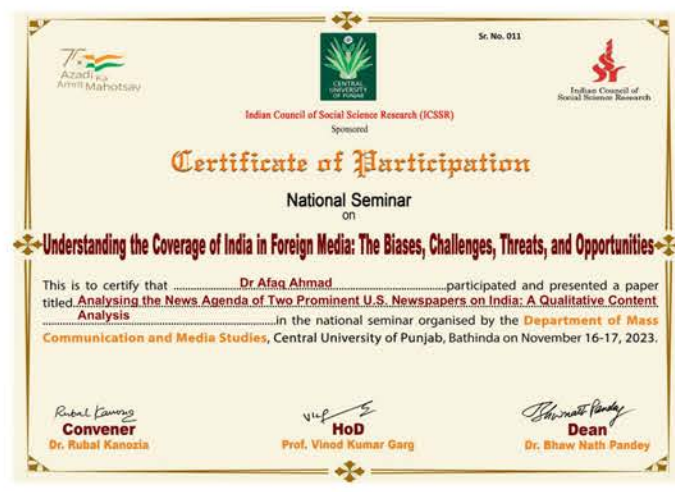 Sr. No. 011
75
Azadi Ka
Amrit Mahotsav
CENTRAL
UNIVERSITY
OF PUNJAB
Indian Council of
Social Science Research
Indian Council of Social Science Research (ICSSR)
Sponsored
Certificate of Participation
National Seminar
on
Understanding the Coverage of India in Foreign Media: The Biases, Challenges, Threats, and Opportunities
This is to certify that Dr Afaq Ahmad participated and presented a paper
titled Analysing the News Agenda of Two Prominent U.S. Newspapers on India: A Qualitative Content
Analysis in the national seminar organised by the Department of Mass
Communication and Media Studies, Central University of Punjab, Bathinda on November 16-17, 2023.
Rubal Kanozia
Convener
Dr. Rubal Kanozia
HoD
Prof. Vinod Kumar Garg
Bhawnath Pandey
Dean
Dr. Bhaw Nath Pandey